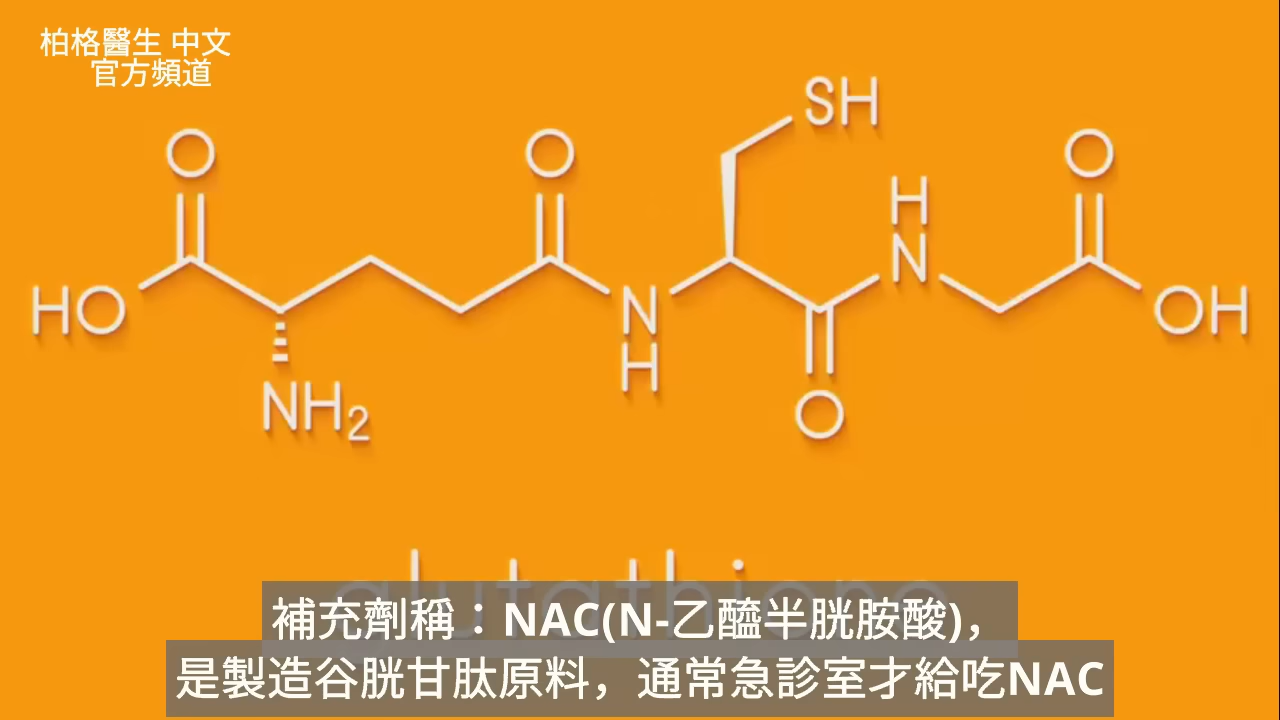 柏格醫生 中文
官方頻道
O
O
SH
H
N
O
HO
NH2
N
H
O
OH
glutathione
補充劑稱：NAC(N-乙醯半胱胺酸)，
是製造谷胱甘肽原料，通常急診室才給吃NAC